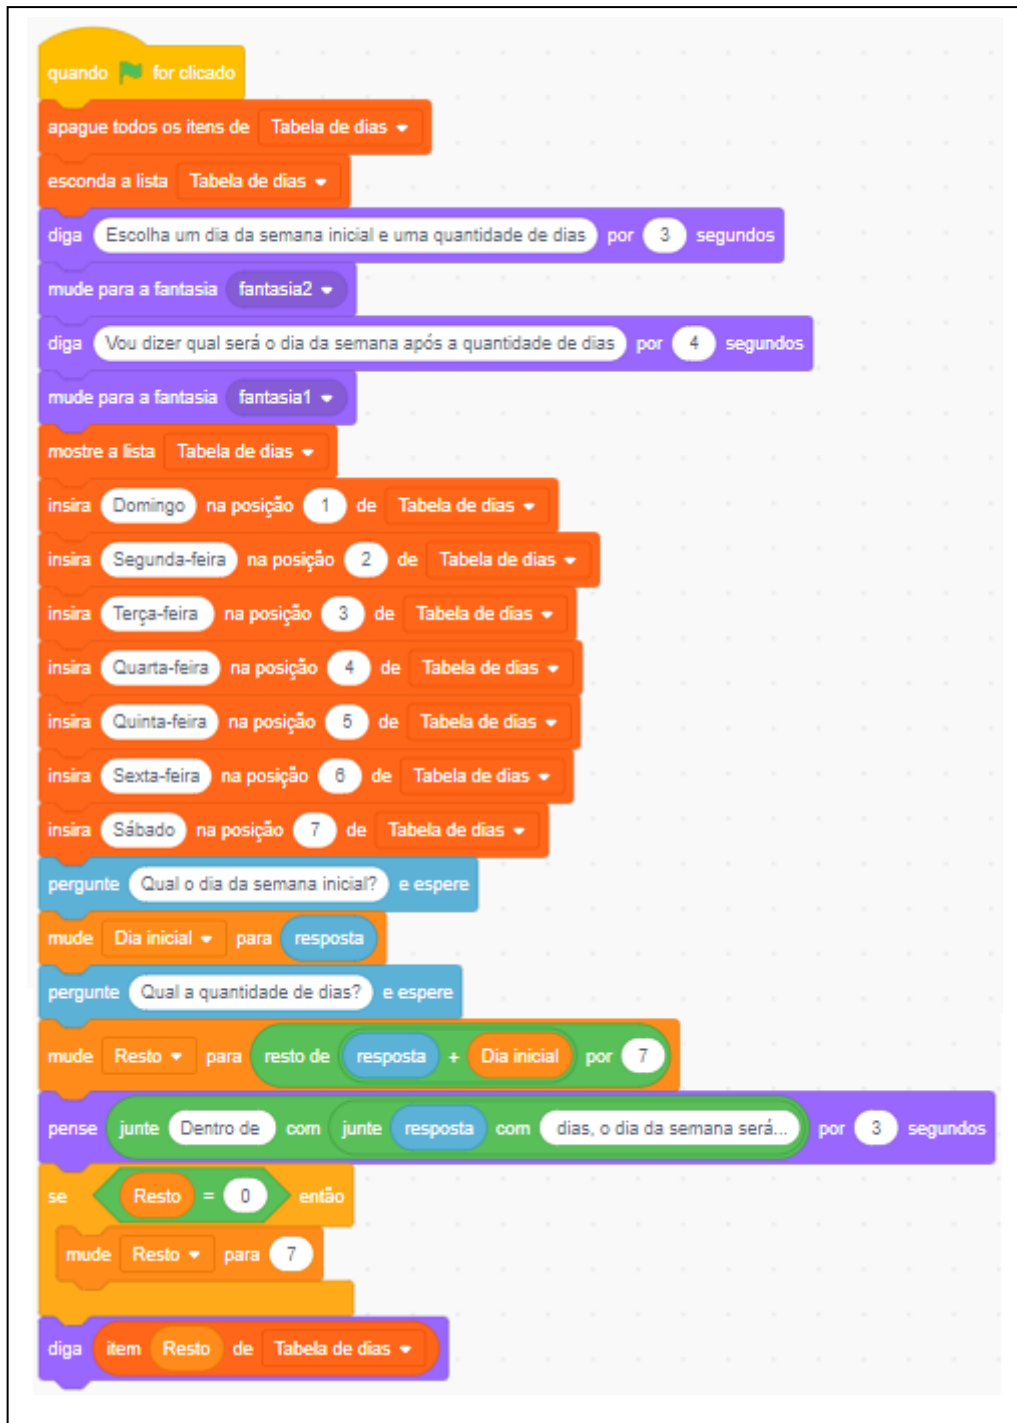 quando for clicado
apague todos os itens de Tabela de dias
esconda a lista Tabela de dias
diga Escolha um dia da semana inicial e uma quantidade de dias por 3 segundos
mude para a fantasia fantasia2
diga Vou dizer qual será o dia da semana após a quantidade de dias por 4 segundos
mude para a fantasia fantasia1
mostre a lista Tabela de dias
insira Domingo na posição 1 de Tabela de dias
insira Segunda-feira na posição 2 de Tabela de dias
insira Terça-feira na posição 3 de Tabela de dias
insira Quarta-feira na posição 4 de Tabela de dias
insira Quinta-feira na posição 5 de Tabela de dias
insira Sexta-feira na posição 6 de Tabela de dias
insira Sábado na posição 7 de Tabela de dias
pergunte Qual o dia da semana inicial? e espere
mude Dia inicial para resposta
pergunte Qual a quantidade de dias? e espere
mude Resto para resto de resposta + Dia inicial por 7
pense junte Dentro de com junte resposta com dias, o dia da semana será... por 3 segundos
se Resto = 0 então
mude Resto para 7
diga item Resto de Tabela de dias